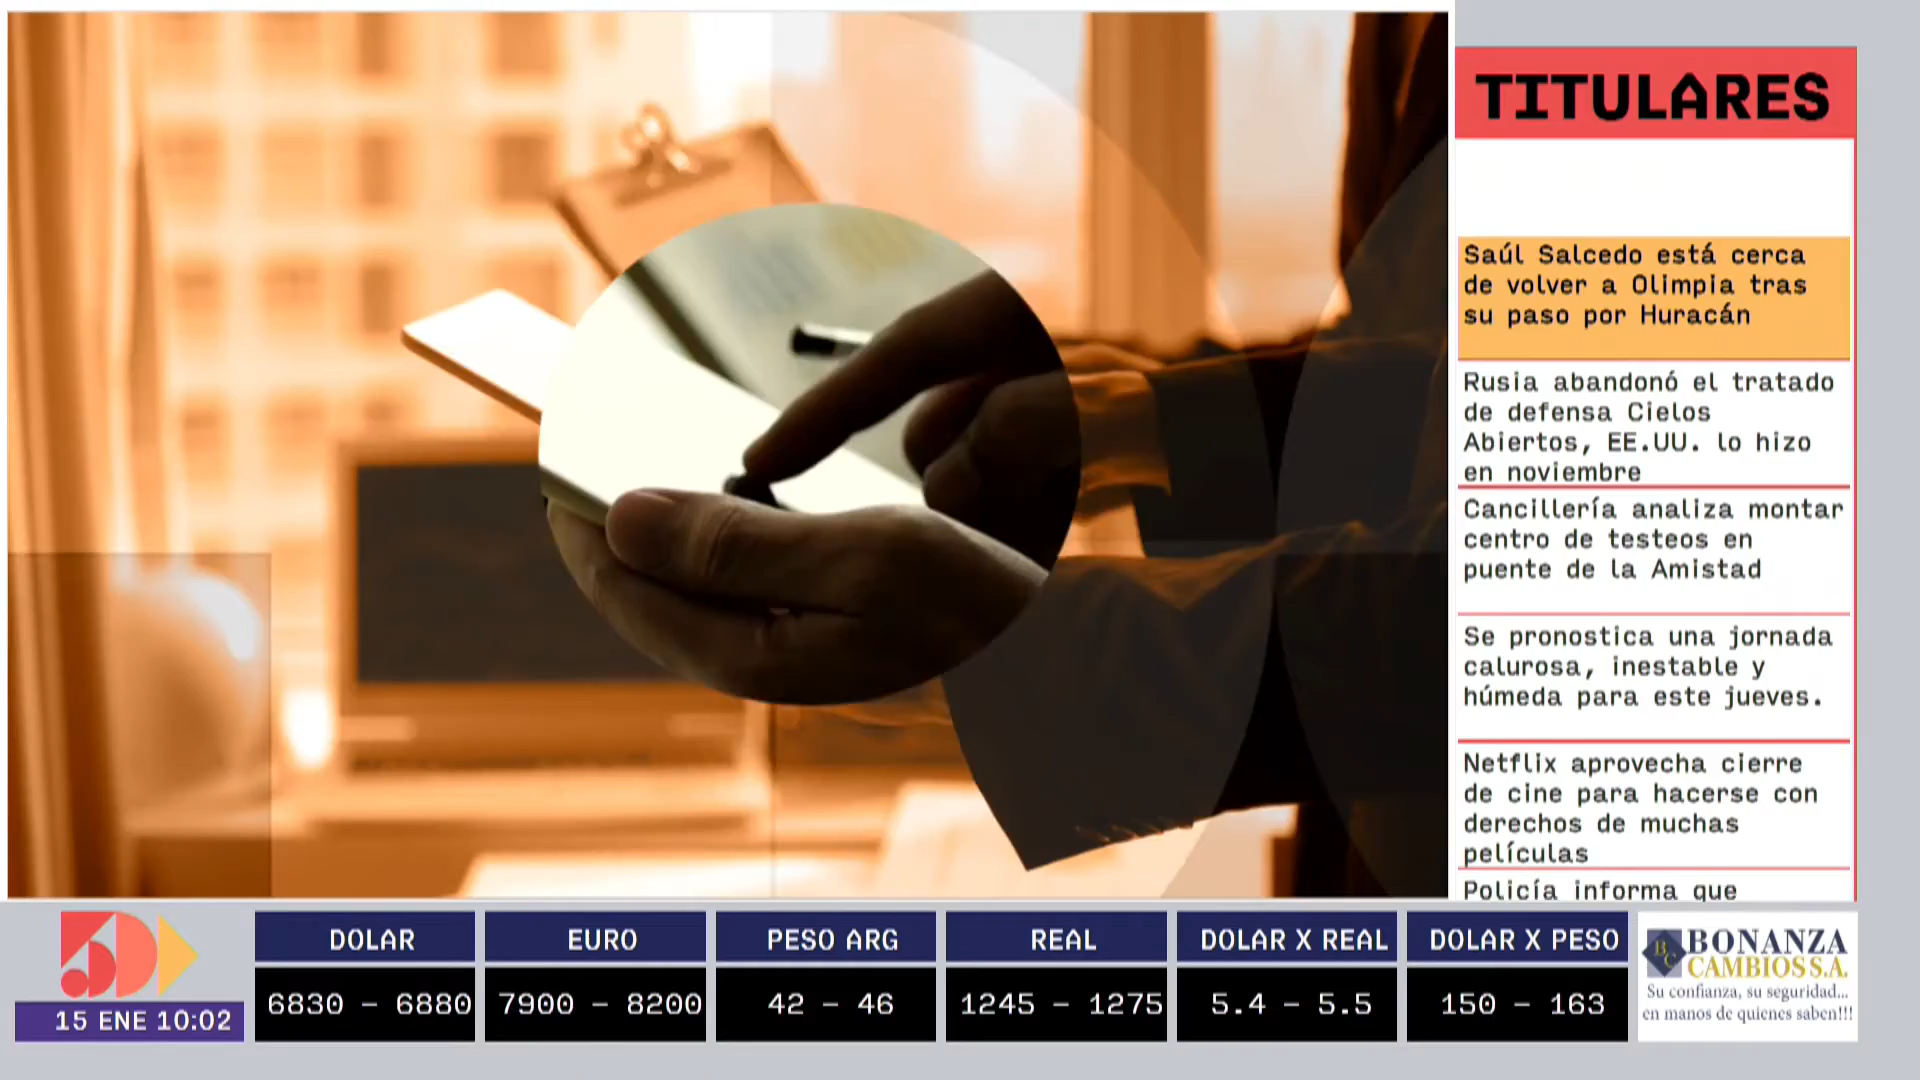 TITULARES
Saúl Salcedo está cerca
de volver a Olimpia tras
su paso por Huracán
Rusia abandonó el tratado
de defensa Cielos
Abiertos, EE.UU. lo hizo
en noviembre
Cancillería analiza montar
centro de testeos en
puente de la Amistad
Se pronostica una jornada
calurosa, inestable y
húmeda para este jueves.
Netflix aprovecha cierre
de cine para hacerse con
derechos de muchas
películas
Policía informa que
5D
15 ENE 10:02
DOLAR
6830 - 6880
EURO
7900 - 8200
PESO ARG
42 - 46
REAL
1245 - 1275
DOLAR X REAL
5.4 - 5.5
DOLAR X PESO
150 - 163
BC
BONANZA
CAMBIOS S.A.
Su confianza, su seguridad...
en manos de quienes saben!!!